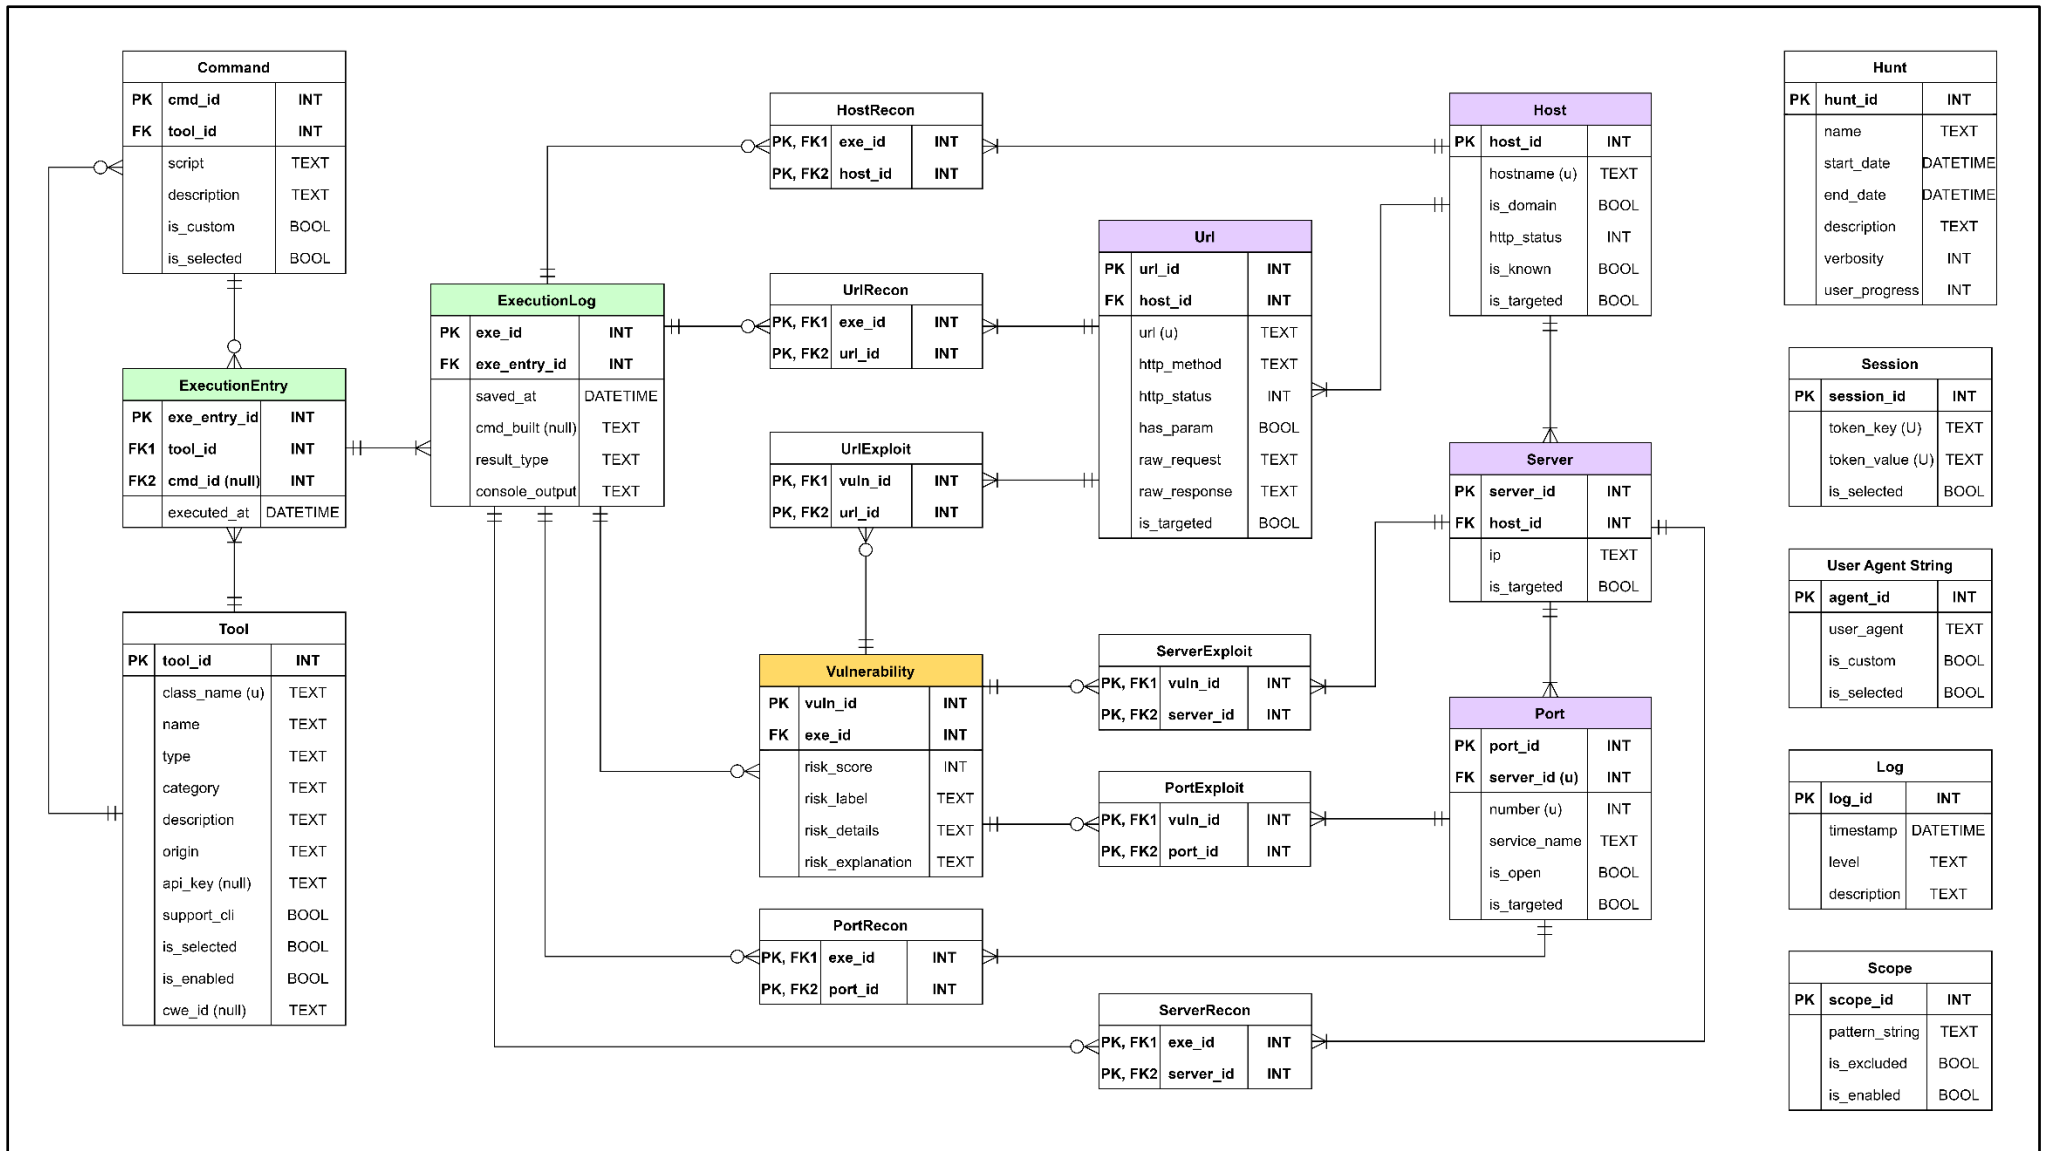 Command
PK cmd_id INT
FK tool_id INT
script TEXT
description TEXT
is_custom BOOL
is_selected BOOL
ExecutionEntry
PK exe_entry_id INT
FK1 tool_id INT
FK2 cmd_id (null) INT
executed_at DATETIME
Tool
PK tool_id INT
class_name (u) TEXT
name TEXT
type TEXT
category TEXT
description TEXT
origin TEXT
api_key (null) TEXT
support_cli BOOL
is_selected BOOL
is_enabled BOOL
cwe_id (null) TEXT
ExecutionLog
PK exe_id INT
FK exe_entry_id INT
saved_at DATETIME
cmd_built (null) TEXT
result_type TEXT
console_output TEXT
HostRecon
PK, FK1 exe_id INT
PK, FK2 host_id INT
UrlRecon
PK, FK1 exe_id INT
PK, FK2 url_id INT
UrlExploit
PK, FK1 vuln_id INT
PK, FK2 url_id INT
Vulnerability
PK vuln_id INT
FK exe_id INT
risk_score INT
risk_label TEXT
risk_details TEXT
risk_explanation TEXT
PortRecon
PK, FK1 exe_id INT
PK, FK2 port_id INT
Url
PK url_id INT
FK host_id INT
url (u) TEXT
http_method TEXT
http_status INT
has_param BOOL
raw_request TEXT
raw_response TEXT
is_targeted BOOL
ServerExploit
PK, FK1 vuln_id INT
PK, FK2 server_id INT
PortExploit
PK, FK1 vuln_id INT
PK, FK2 port_id INT
ServerRecon
PK, FK1 exe_id INT
PK, FK2 server_id INT
Host
PK host_id INT
hostname (u) TEXT
is_domain BOOL
http_status INT
is_known BOOL
is_targeted BOOL
Server
PK server_id INT
FK host_id INT
ip TEXT
is_targeted BOOL
Port
PK port_id INT
FK server_id (u) INT
number (u) INT
service_name TEXT
is_open BOOL
is_targeted BOOL
Hunt
PK hunt_id INT
name TEXT
start_date DATETIME
end_date DATETIME
description TEXT
verbosity INT
user_progress INT
Session
PK session_id INT
token_key (U) TEXT
token_value (U) TEXT
is_selected BOOL
User Agent String
PK agent_id INT
user_agent TEXT
is_custom BOOL
is_selected BOOL
Log
PK log_id INT
timestamp DATETIME
level TEXT
description TEXT
Scope
PK scope_id INT
pattern_string TEXT
is_excluded BOOL
is_enabled BOOL